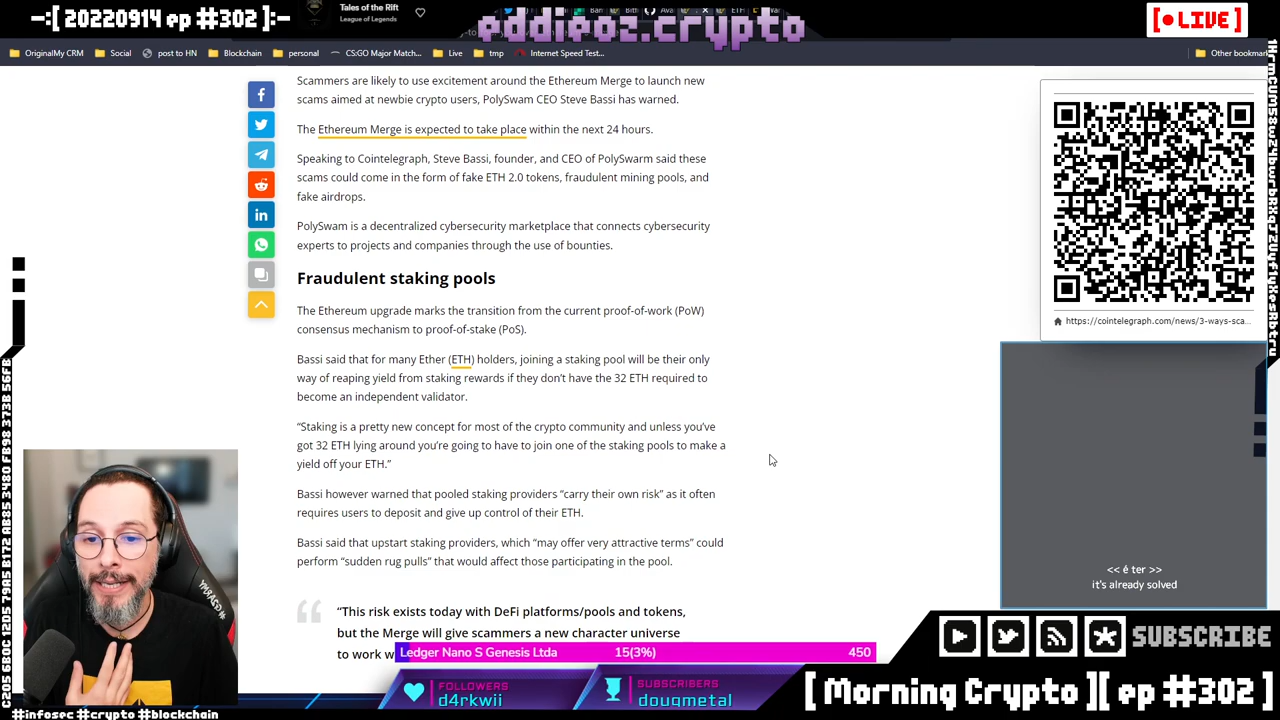 -:[ 20220914 ep #302 ]:-
Tales of the Rift
League of Legends
eddieoz.crypto
[● LIVE]
OriginalMy CRM
Social
post to HN
Blockchain
personal
CS:GO Major Match...
Live
tmp
Internet Speed Test...
Other bookmar
Scammers are likely to use excitement around the Ethereum Merge to launch new
scams aimed at newbie crypto users, PolySwam CEO Steve Bassi has warned.
The Ethereum Merge is expected to take place within the next 24 hours.
Speaking to Cointelegraph, Steve Bassi, founder, and CEO of PolySwarm said these
scams could come in the form of fake ETH 2.0 tokens, fraudulent mining pools, and
fake airdrops.
PolySwam is a decentralized cybersecurity marketplace that connects cybersecurity
experts to projects and companies through the use of bounties.
Fraudulent staking pools
The Ethereum upgrade marks the transition from the current proof-of-work (PoW)
consensus mechanism to proof-of-stake (PoS).
Bassi said that for many Ether (ETH) holders, joining a staking pool will be their only
way of reaping yield from staking rewards if they don't have the 32 ETH required to
become an independent validator.
“Staking is a pretty new concept for most of the crypto community and unless you've
got 32 ETH lying around you're going to have to join one of the staking pools to make a
yield off your ETH.”
Bassi however warned that pooled staking providers “carry their own risk” as it often
requires users to deposit and give up control of their ETH.
Bassi said that upstart staking providers, which “may offer very attractive terms” could
perform “sudden rug pulls” that would affect those participating in the pool.
“This risk exists today with DeFi platforms/pools and tokens,
but the Merge will give scammers a new character universe
to work w
https://cointelegraph.com/news/3-ways-sca...
<< é ter >>
it's already solved
Ledger Nano S Genesis Ltda
15(3%)
450
FOLLOWERS
d4rkwii
SUBSCRIBERS
dougmetal
SUBSCRIBE
[ Morning Crypto ][ ep #302 ]
#infosec #crypto #blockchain